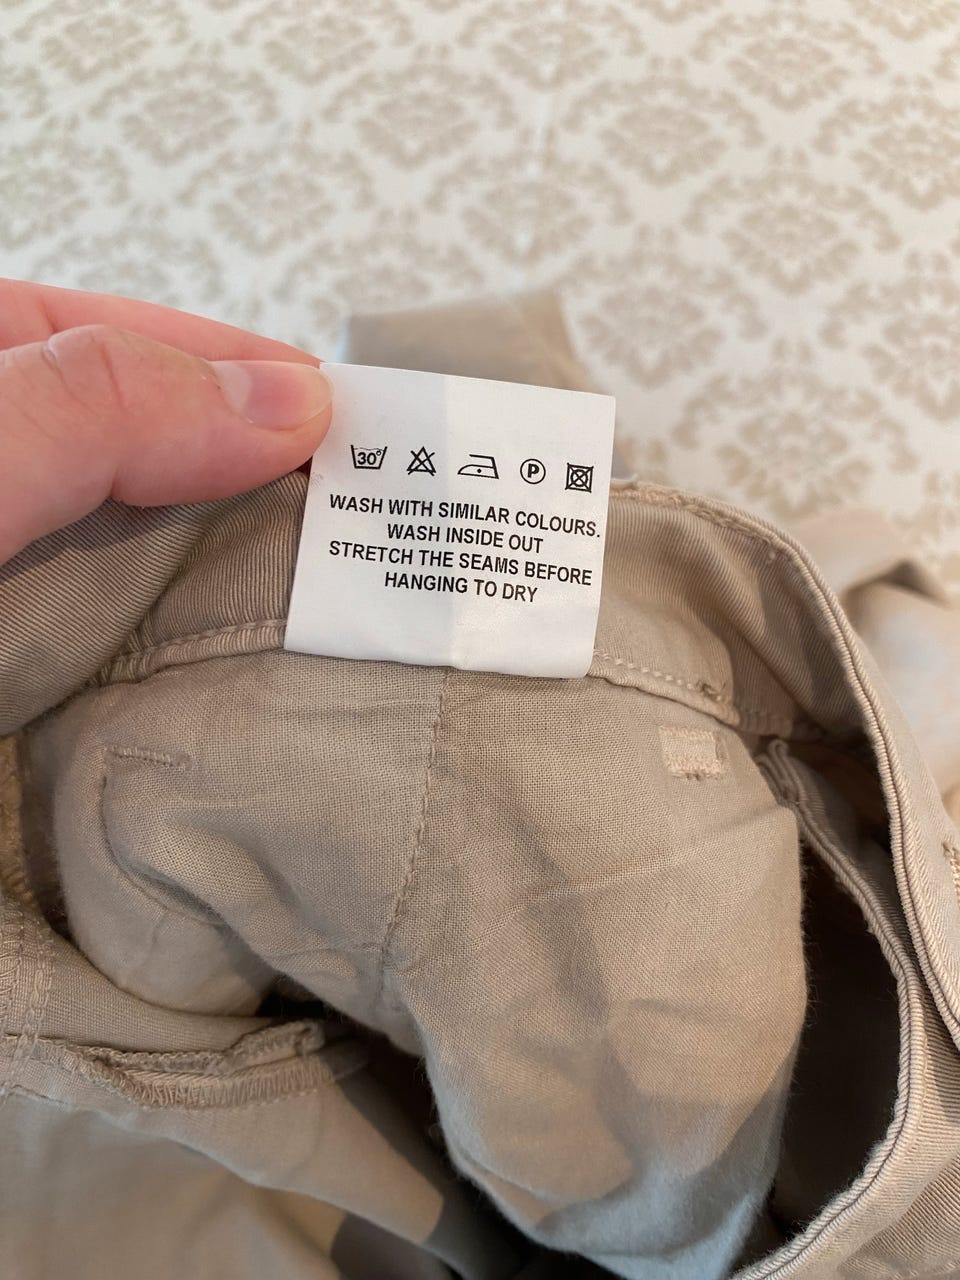 30°
P
WASH WITH SIMILAR COLOURS.
WASH INSIDE OUT
STRETCH THE SEAMS BEFORE
HANGING TO DRY